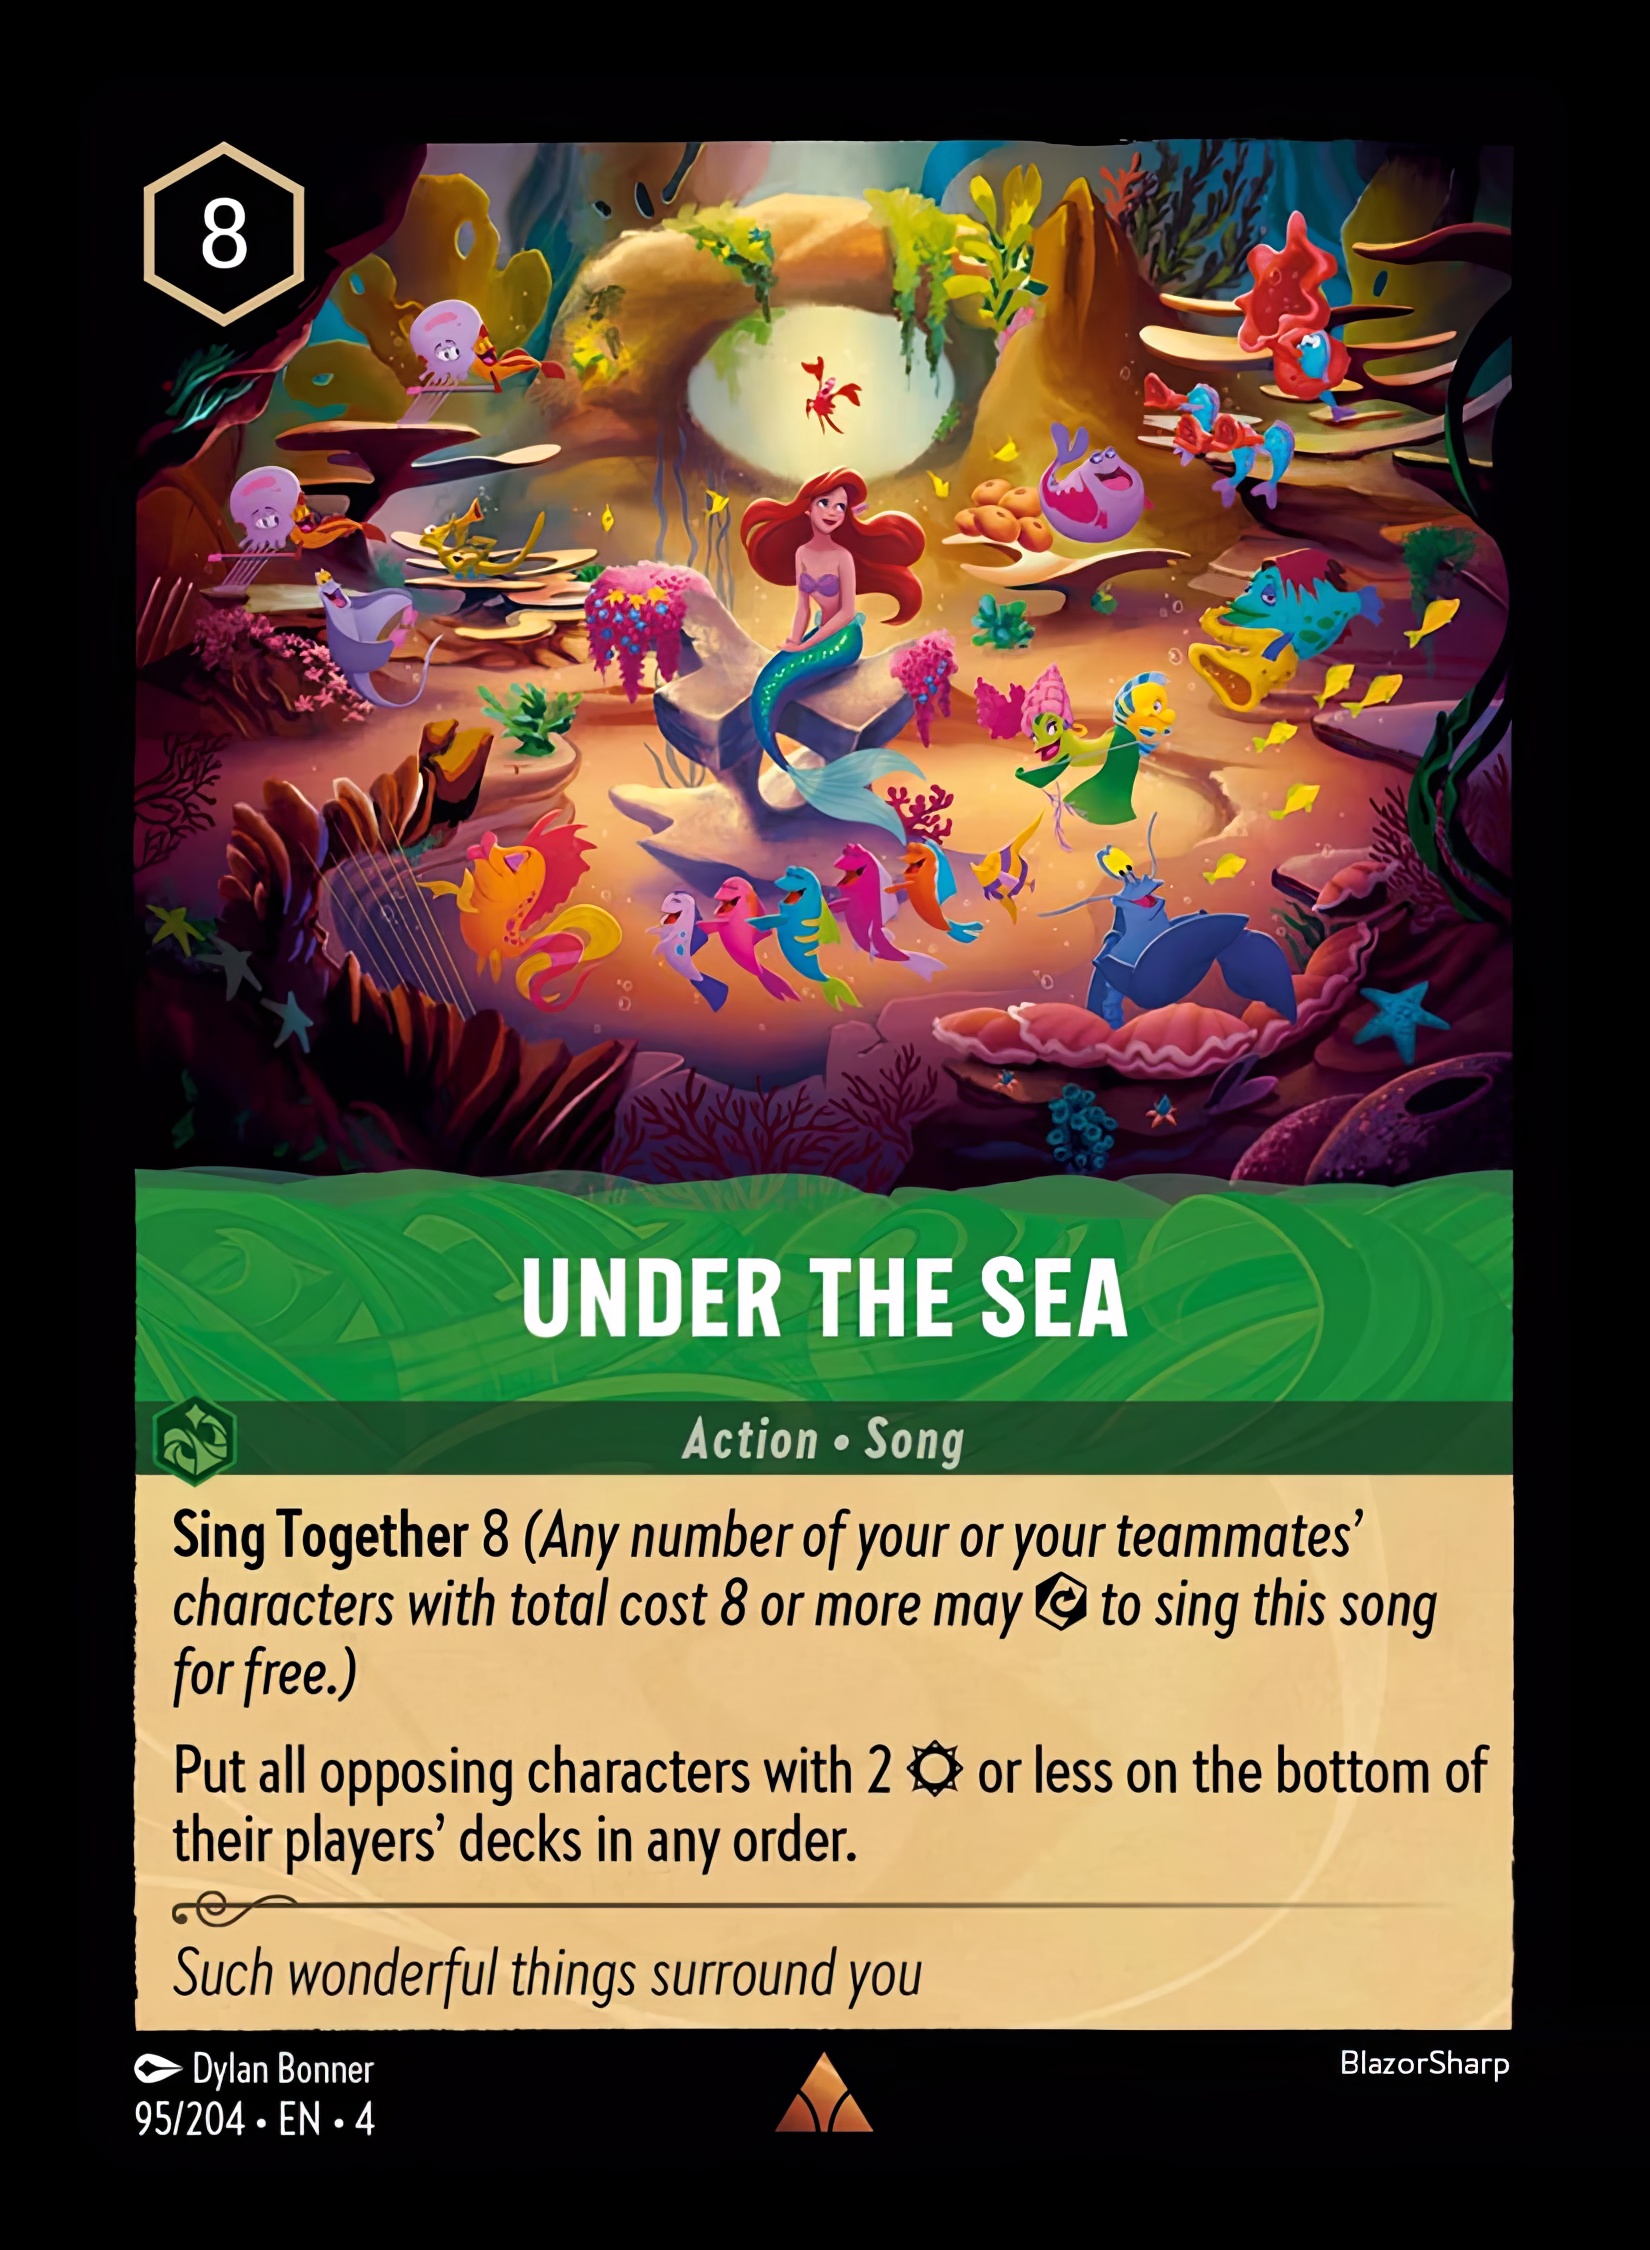 8
UNDER THE SEA
Action • Song
Sing Together 8 (Any number of your or your teammates’
characters with total cost 8 or more may to sing this song
for free.)
Put all opposing characters with 2 or less on the bottom of
their players’ decks in any order.
Such wonderful things surround you
Dylan Bonner
BlazorSharp
95/204 • EN • 4